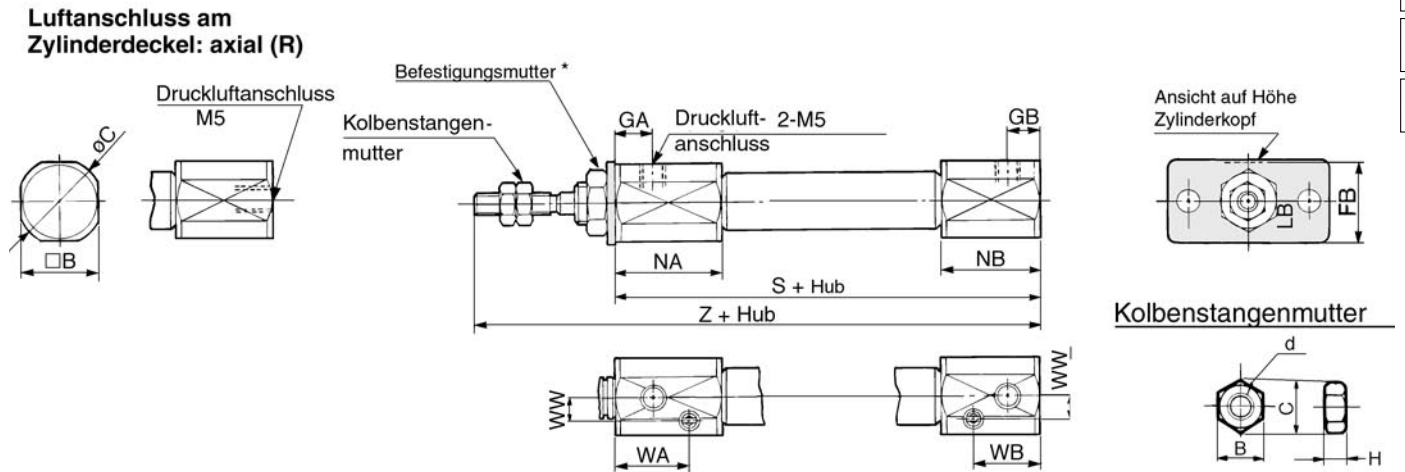 Luftanschluss am
Zylinderdeckel: axial (R)
Befestigungsmutter *
Druckluftanschluss
M5
Kolbenstangen-
mutter
GA
Druckluft- 2-M5
anschluss
GB
Ansicht auf Höhe
Zylinderkopf
øC
□B
NA
NB
LB
FB
S + Hub
Z + Hub
Kolbenstangenmutter
d
C
B
H
WW
WW
WA
WB